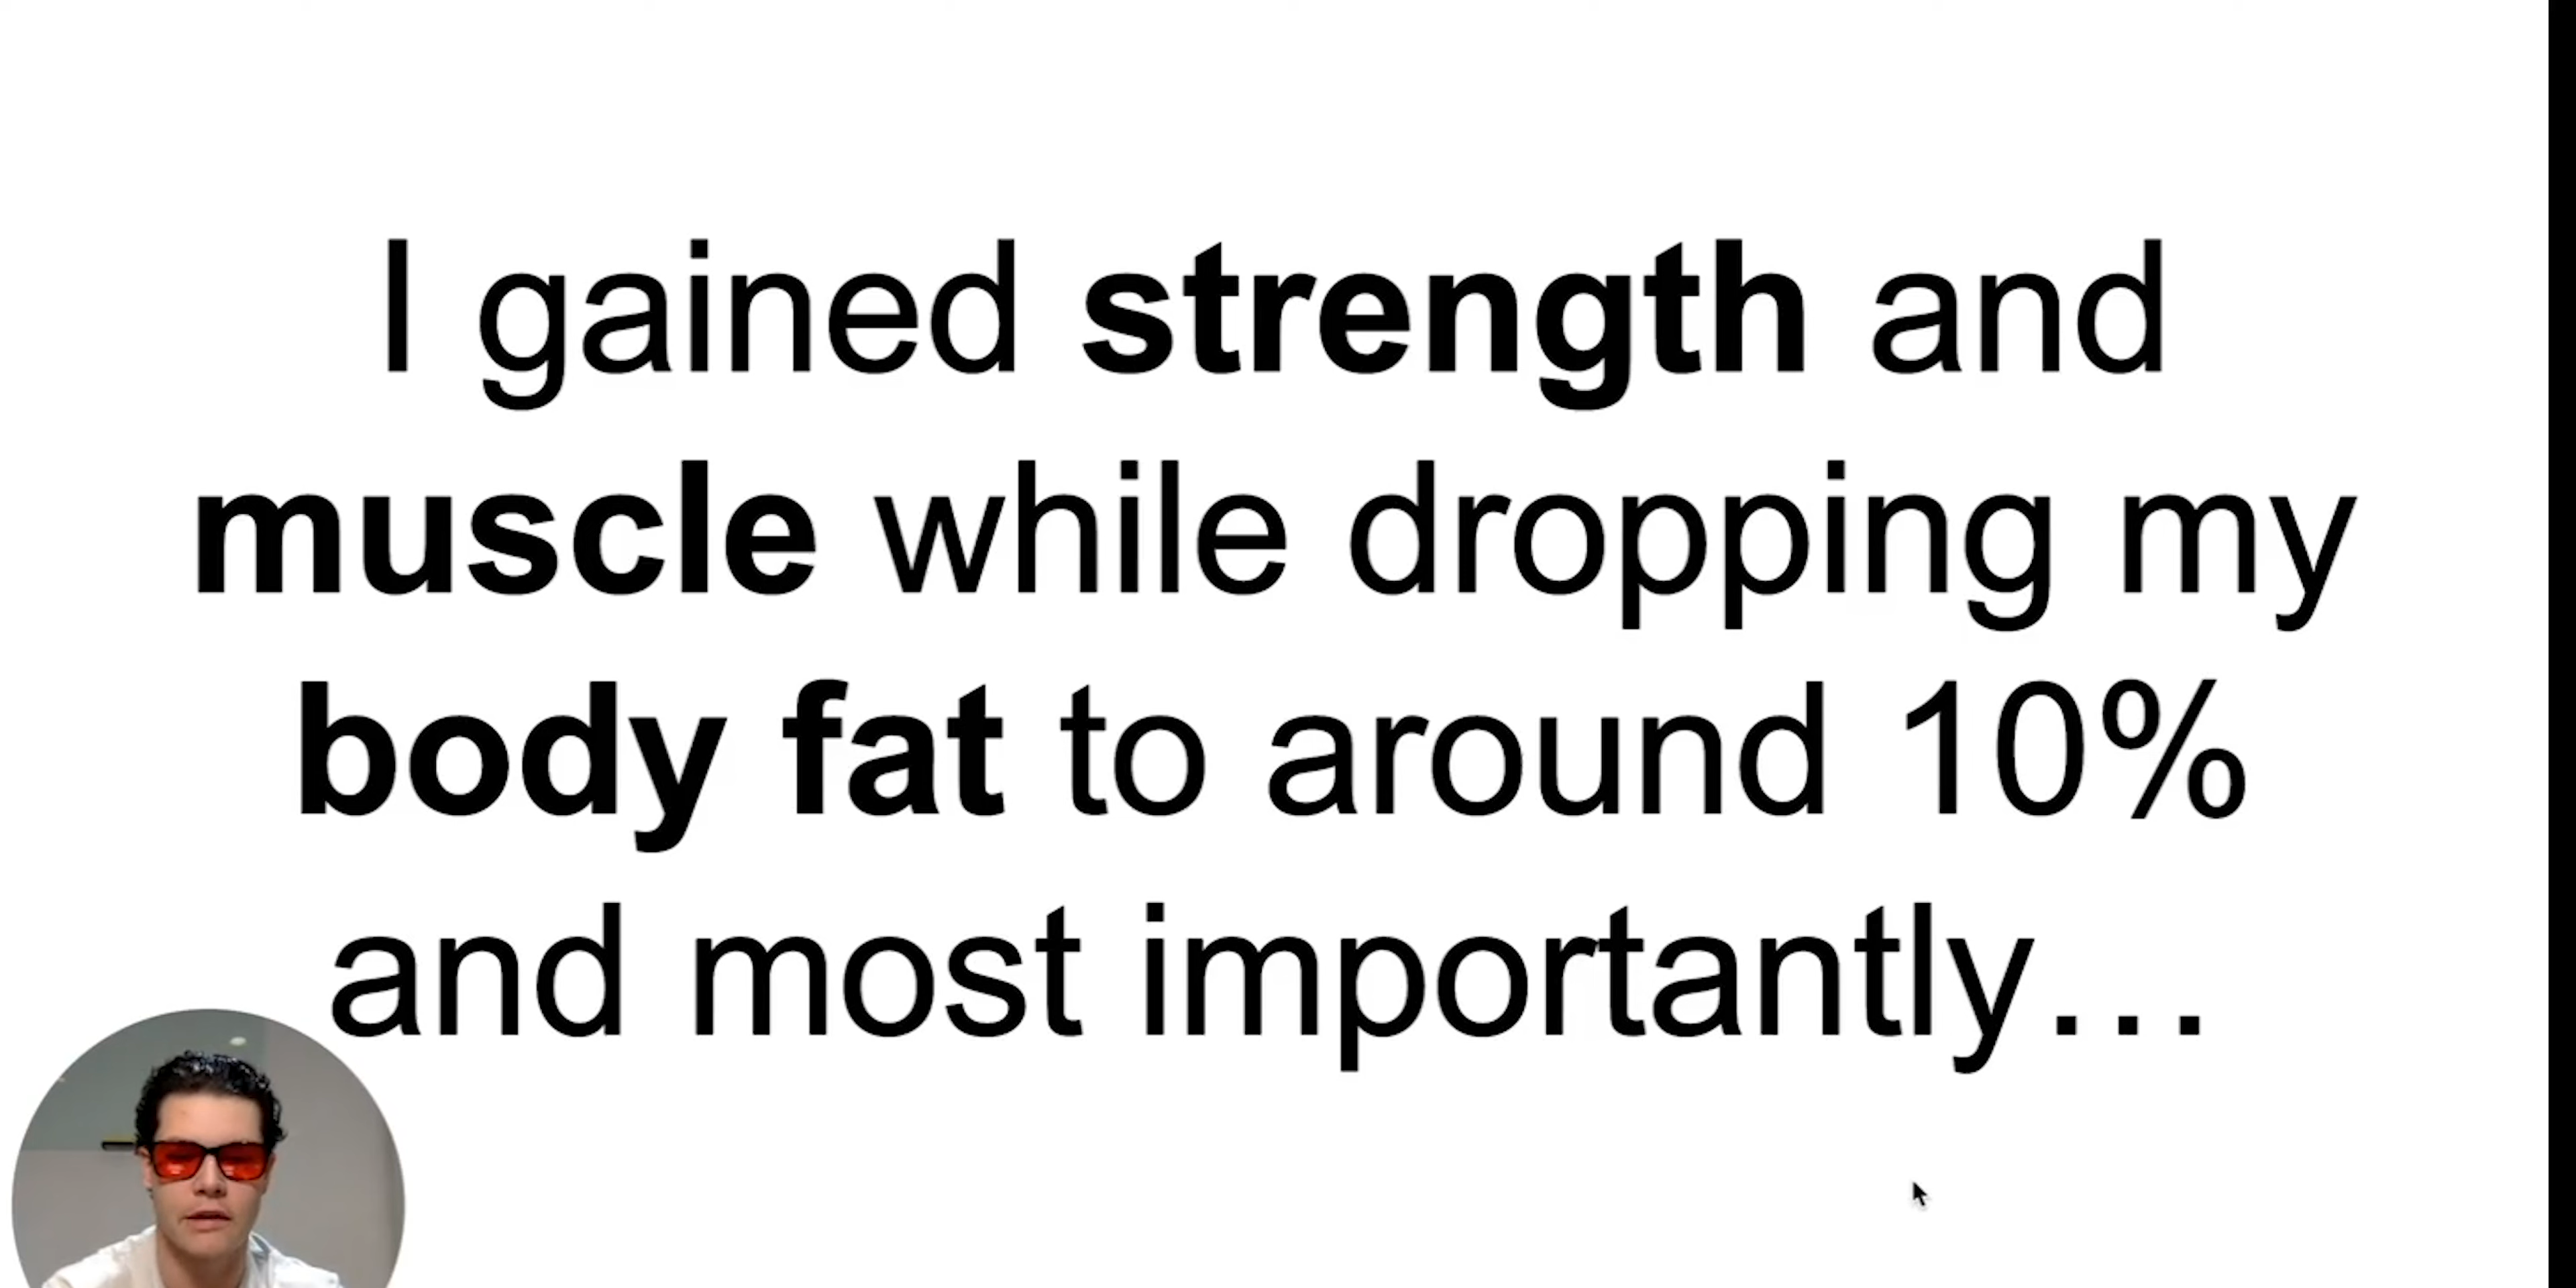 I gained strength and
muscle while dropping my
body fat to around 10%
and most importantly…